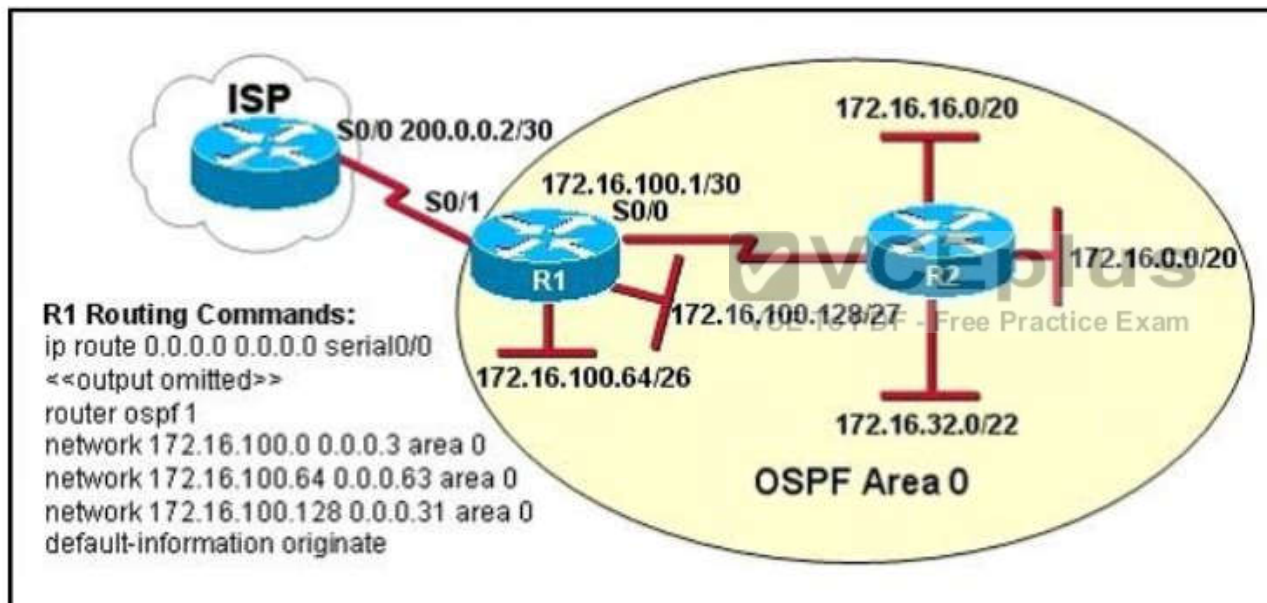 ISP
S0/0 200.0.0.2/30
S0/1
172.16.100.1/30
S0/0
R1
172.16.100.128/27
172.16.100.64/26
172.16.16.0/20
R2
172.16.0.0/20
172.16.32.0/22
OSPF Area 0
VCEplus
VCE To PDF - Free Practice Exam
R1 Routing Commands:
ip route 0.0.0.0 0.0.0.0 serial0/0
<<output omitted>>
router ospf 1
network 172.16.100.0 0.0.0.3 area 0
network 172.16.100.64 0.0.0.63 area 0
network 172.16.100.128 0.0.0.31 area 0
default-information originate